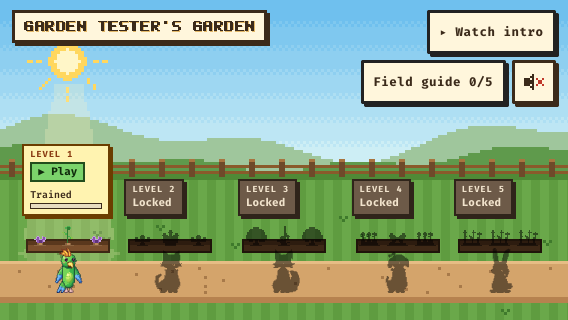 GARDEN TESTER'S GARDEN
▸ Watch intro
Field guide 0/5
LEVEL 1
▶ Play
Trained
LEVEL 2
Locked
LEVEL 3
Locked
LEVEL 4
Locked
LEVEL 5
Locked